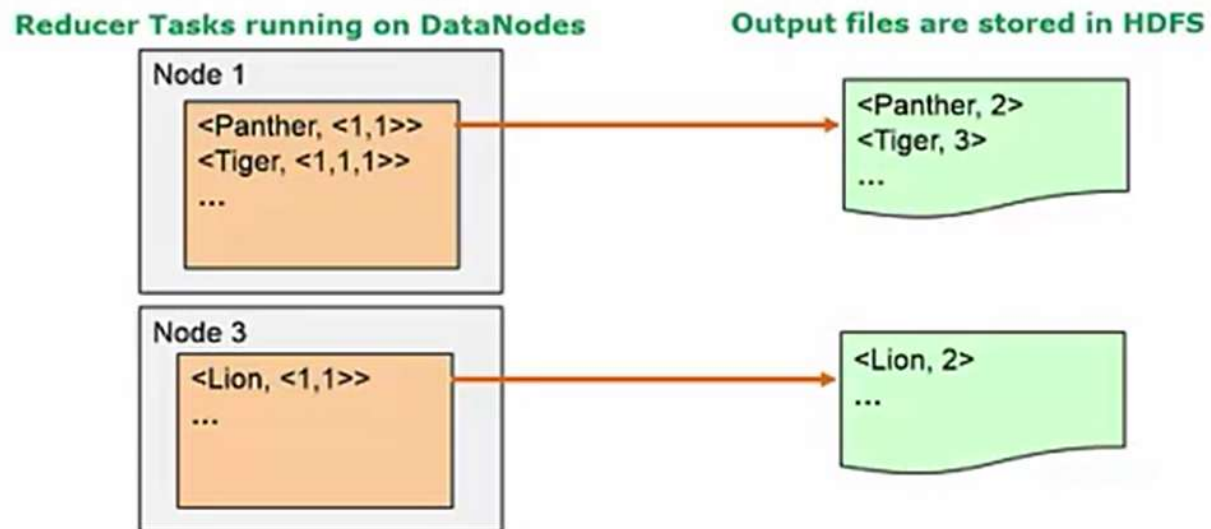 Reducer Tasks running on DataNodes
Output files are stored in HDFS
Node 1
<Panther, <1,1>>
<Tiger, <1,1,1>>
...
<Panther, 2>
<Tiger, 3>
...
Node 3
<Lion, <1,1>>
...
<Lion, 2>
...